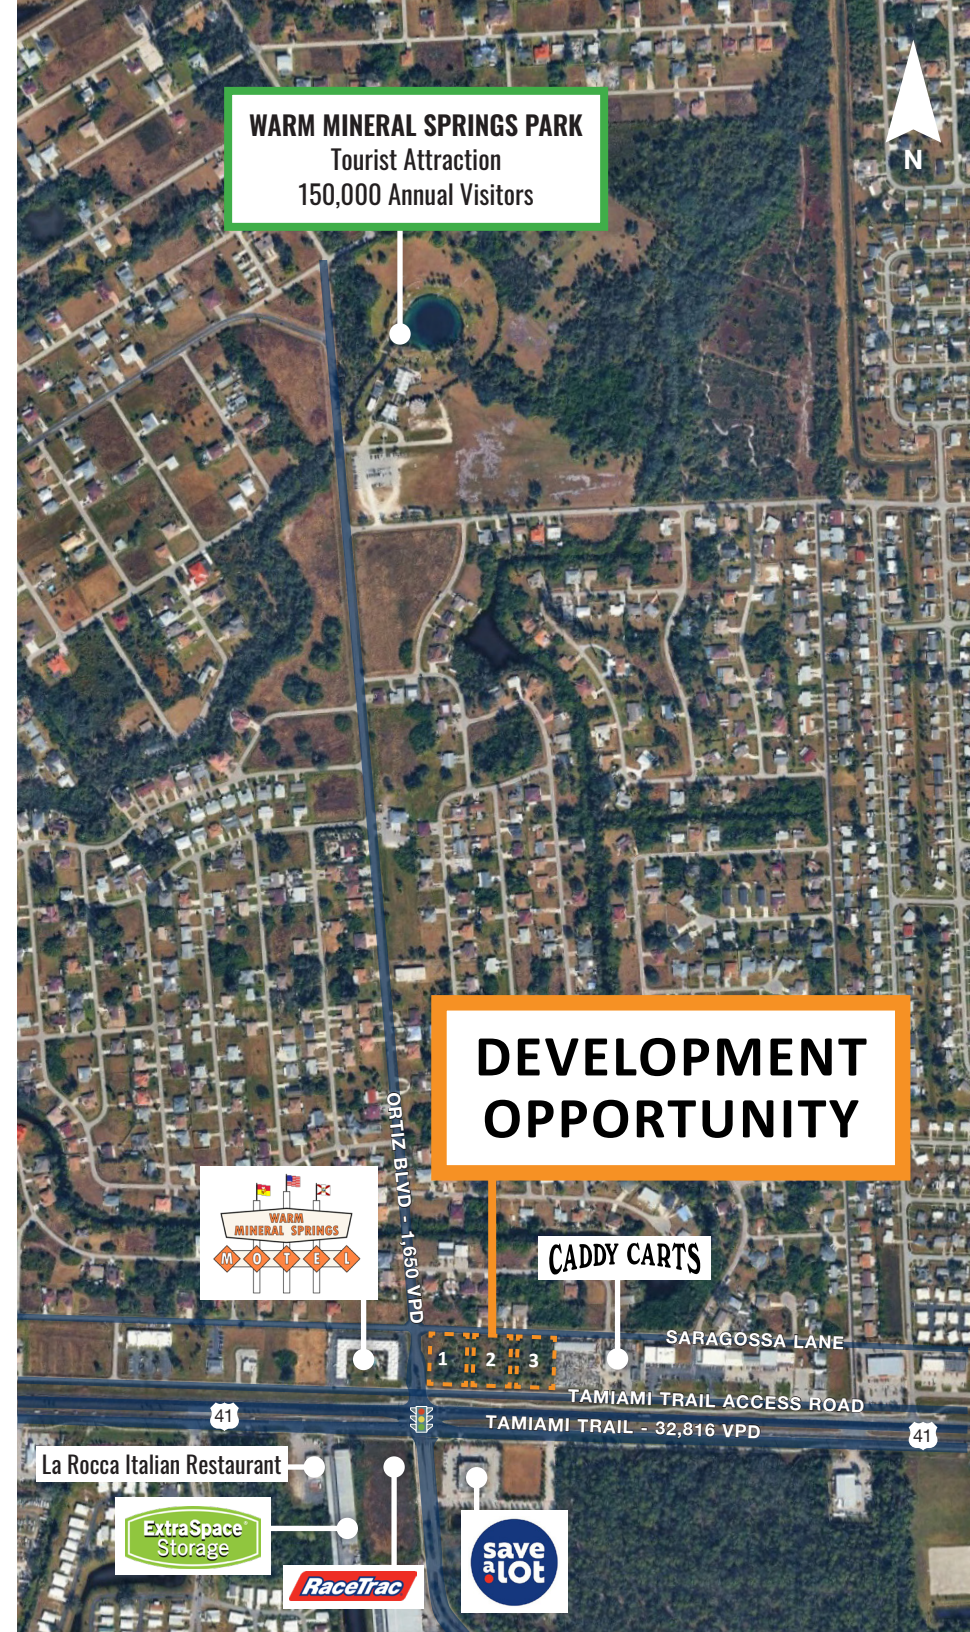 WARM MINERAL SPRINGS PARK
Tourist Attraction
150,000 Annual Visitors
N
DEVELOPMENT
OPPORTUNITY
ORTIZ BLVD - 1,650 VPD
WARM
MINERAL SPRINGS
MOTEL
CADDY CARTS
SARAGOSSA LANE
1
2
3
TAMIAMI TRAIL ACCESS ROAD
41
TAMIAMI TRAIL - 32,816 VPD
41
La Rocca Italian Restaurant
ExtraSpace
Storage
RaceTrac
save
a lot